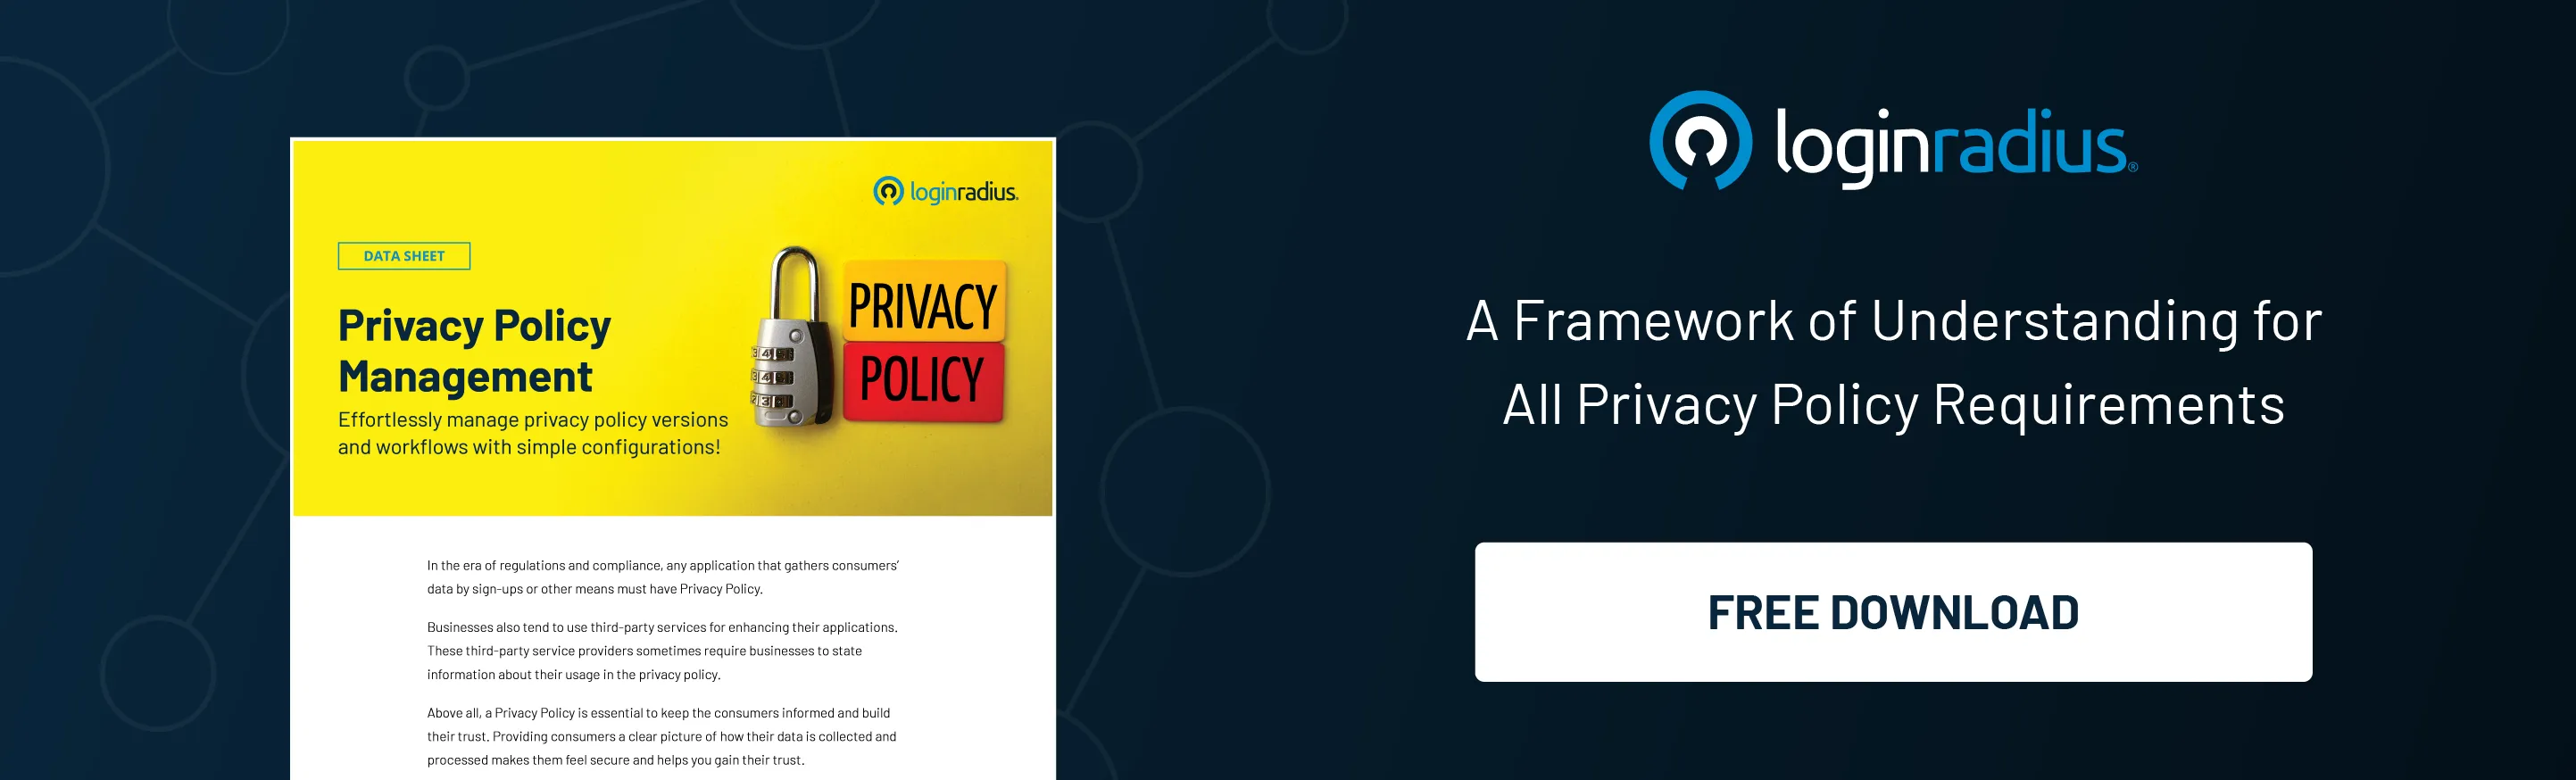 loginradius.
DATA SHEET
Privacy Policy
Management
Effortlessly manage privacy policy versions
and workflows with simple configurations!
PRIVACY
POLICY
In the era of regulations and compliance, any application that gathers consumers'
data by sign-ups or other means must have Privacy Policy.
Businesses also tend to use third-party services for enhancing their applications.
These third-party service providers sometimes require businesses to state
information about their usage in the privacy policy.
Above all, a Privacy Policy is essential to keep the consumers informed and build
their trust. Providing consumers a clear picture of how their data is collected and
processed makes them feel secure and helps you gain their trust.
loginradius®
A Framework of Understanding for
All Privacy Policy Requirements
FREE DOWNLOAD